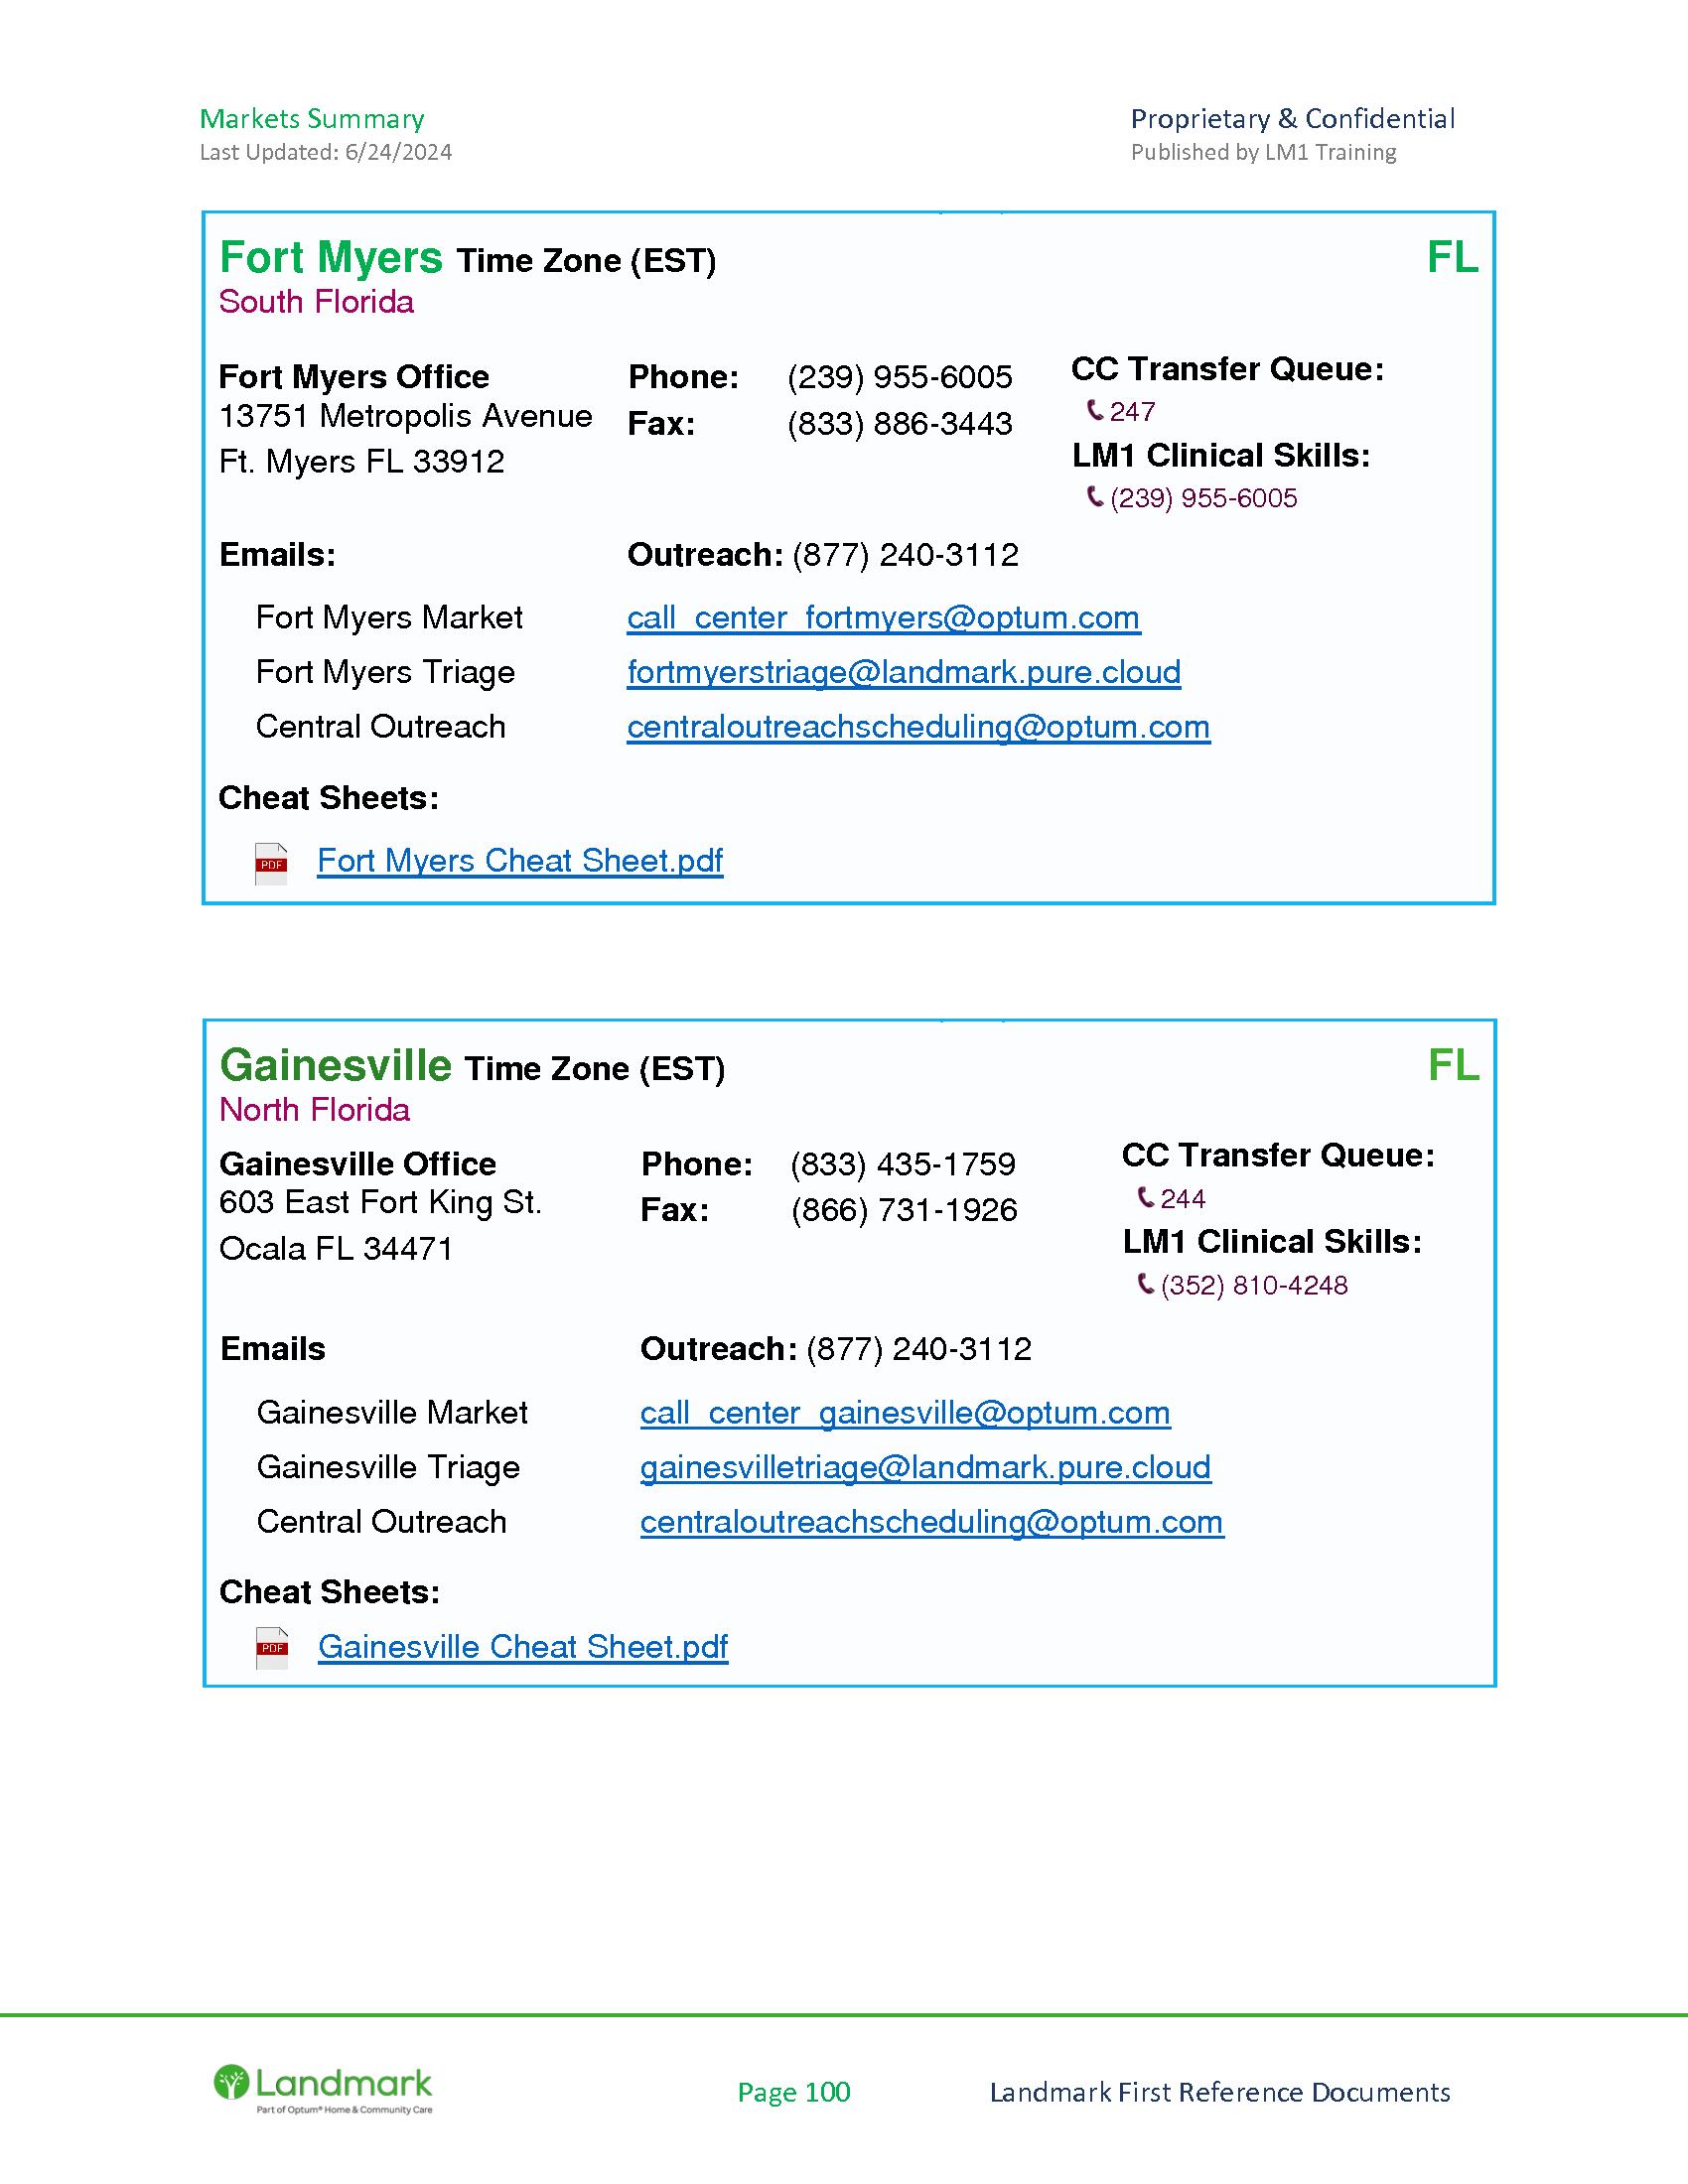 Markets Summary
Proprietary & Confidential
Last Updated: 6/24/2024
Published by LM1 Training
Fort Myers Time Zone (EST)
FL
South Florida
Fort Myers Office
13751 Metropolis Avenue
Ft. Myers FL 33912
Phone: (239) 955-6005
Fax: (833) 886-3443
CC Transfer Queue:
247
LM1 Clinical Skills:
(239) 955-6005
Emails:
Outreach: (877) 240-3112
Fort Myers Market call_center_fortmyers@optum.com
Fort Myers Triage fortmyerstriage@landmark.pure.cloud
Central Outreach centraloutreachscheduling@optum.com
Cheat Sheets:
PDF Fort Myers Cheat Sheet.pdf
Gainesville Time Zone (EST)
FL
North Florida
Gainesville Office
603 East Fort King St.
Ocala FL 34471
Phone: (833) 435-1759
Fax: (866) 731-1926
CC Transfer Queue:
244
LM1 Clinical Skills:
(352) 810-4248
Emails
Outreach: (877) 240-3112
Gainesville Market call_center_gainesville@optum.com
Gainesville Triage gainesvilletriage@landmark.pure.cloud
Central Outreach centraloutreachscheduling@optum.com
Cheat Sheets:
PDF Gainesville Cheat Sheet.pdf
Landmark
Part of Optum® Home & Community Care
Page 100
Landmark First Reference Documents